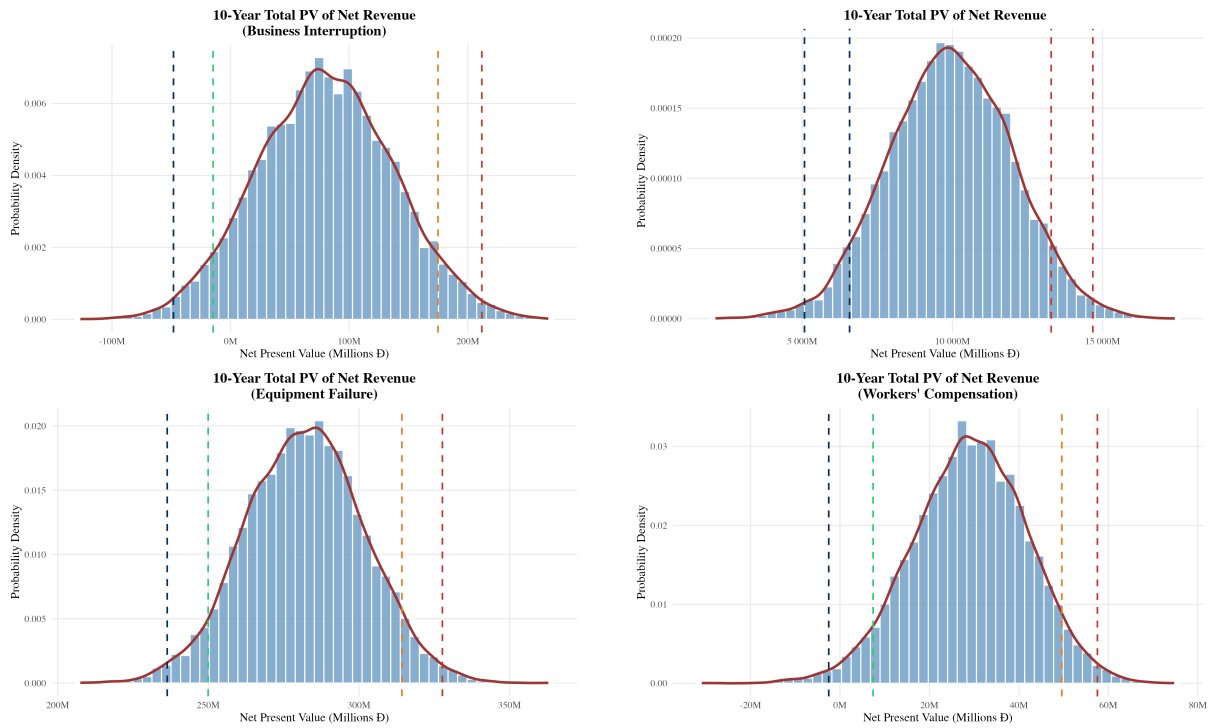 10-Year Total PV of Net Revenue
(Business Interruption)
Probability Density
0.006
0.004
0.002
0.000
-100M
0M
100M
200M
Net Present Value (Millions Đ)
10-Year Total PV of Net Revenue
Probability Density
0.00020
0.00015
0.00010
0.00005
0.00000
5 000M
10 000M
15 000M
Net Present Value (Millions Đ)
10-Year Total PV of Net Revenue
(Equipment Failure)
Probability Density
0.020
0.015
0.010
0.005
0.000
200M
250M
300M
350M
Net Present Value (Millions Đ)
10-Year Total PV of Net Revenue
(Workers' Compensation)
Probability Density
0.03
0.02
0.01
0.00
-20M
0M
20M
40M
60M
80M
Net Present Value (Millions Đ)